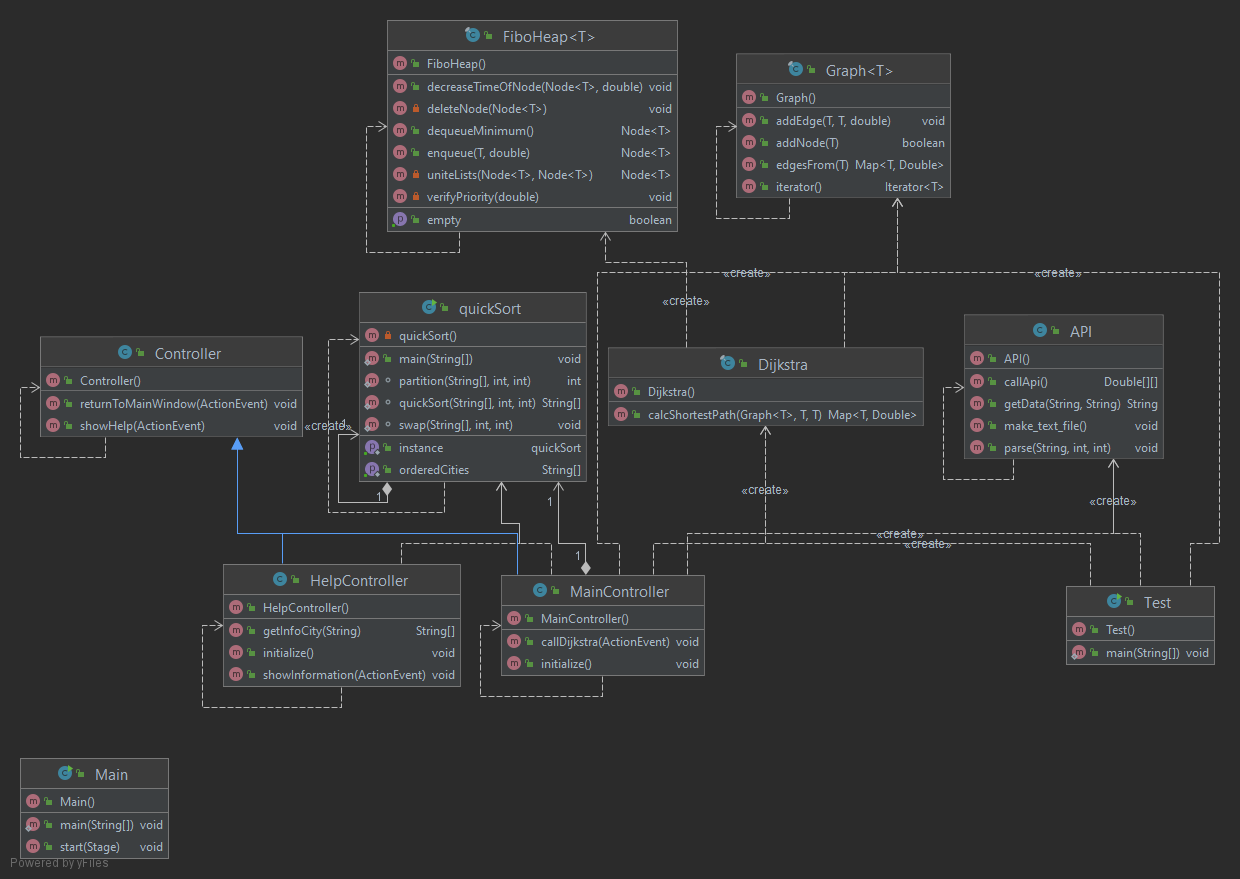 FiboHeap<T>
FiboHeap()
decreaseTimeOfNode(Node<T>, double) void
deleteNode(Node<T>) void
dequeueMinimum() Node<T>
enqueue(T, double) Node<T>
uniteLists(Node<T>, Node<T>) Node<T>
verifyPriority(double) void
empty boolean
Graph<T>
Graph()
addEdge(T, T, double) void
addNode(T) boolean
edgesFrom(T) Map<T, Double>
iterator() Iterator<T>
«create»
«create»
«create»
quickSort
quickSort()
main(String[]) void
partition(String[], int, int) int
quickSort(String[], int, int) String[]
swap(String[], int, int) void
instance quickSort
orderedCities String[]
Controller
Controller()
returnToMainWindow(ActionEvent) void
showHelp(ActionEvent) void
«create»
1
1
1
1
Dijkstra
Dijkstra()
calcShortestPath(Graph<T>, T, T) Map<T, Double>
API
API()
callApi() Double[][]
getData(String, String) String
make_text_file() void
parse(String, int, int) void
«create»
«create»
«create»
«create»
HelpController
HelpController()
getInfoCity(String) String[]
initialize() void
showInformation(ActionEvent) void
MainController
MainController()
callDijkstra(ActionEvent) void
initialize() void
Test
Test()
main(String[]) void
Main
Main()
main(String[]) void
start(Stage) void
Powered by yFiles